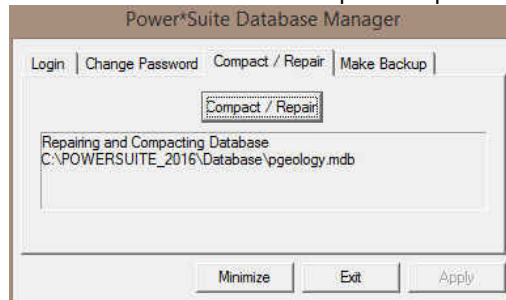 Power*Suite Database Manager
Login Change Password Compact / Repair Make Backup
Compact / Repair
Repairing and Compacting Database
C:\POWERSUITE_2016\Database\pgeology.mdb
Minimize Exit Apply